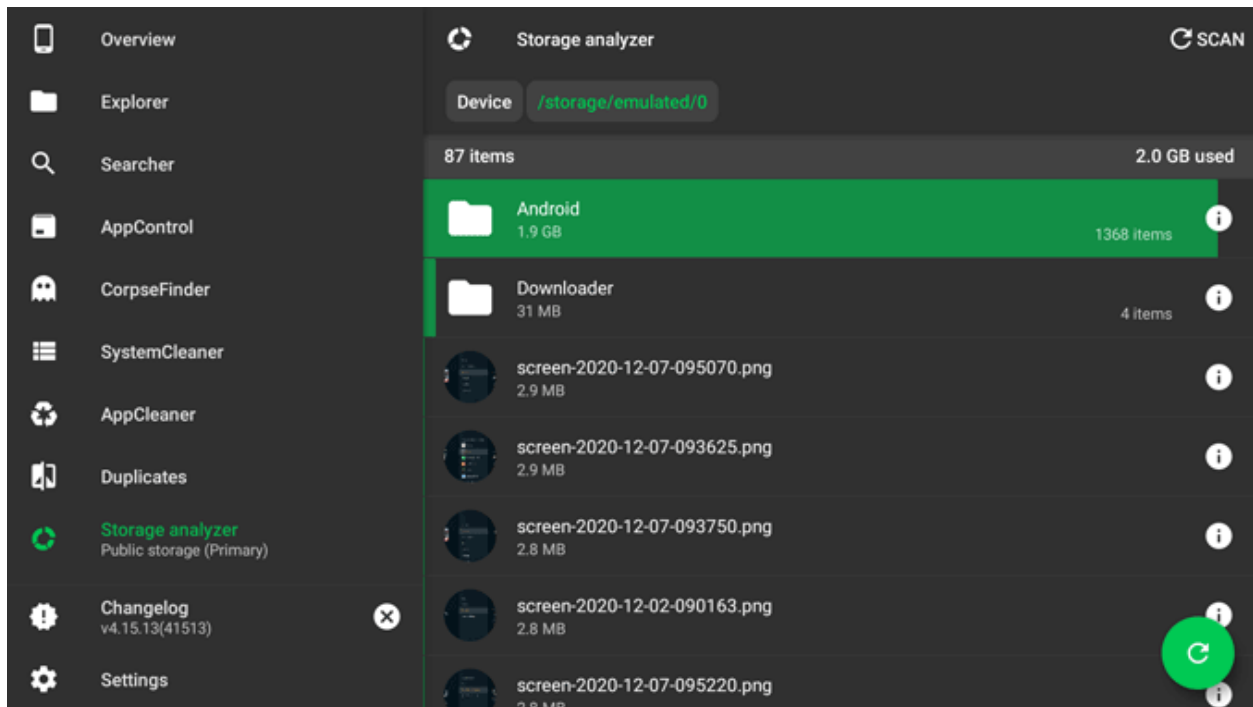 Overview
Explorer
Searcher
AppControl
CorpseFinder
SystemCleaner
AppCleaner
Duplicates
Storage analyzer
Public storage (Primary)
Changelog
v4.15.13(41513)
Settings
Storage analyzer
SCAN
Device
/storage/emulated/0
87 items
2.0 GB used
Android
1.9 GB
1368 items
Downloader
31 MB
4 items
screen-2020-12-07-095070.png
2.9 MB
screen-2020-12-07-093625.png
2.9 MB
screen-2020-12-07-093750.png
2.8 MB
screen-2020-12-02-090163.png
2.8 MB
screen-2020-12-07-095220.png
2.8 MB